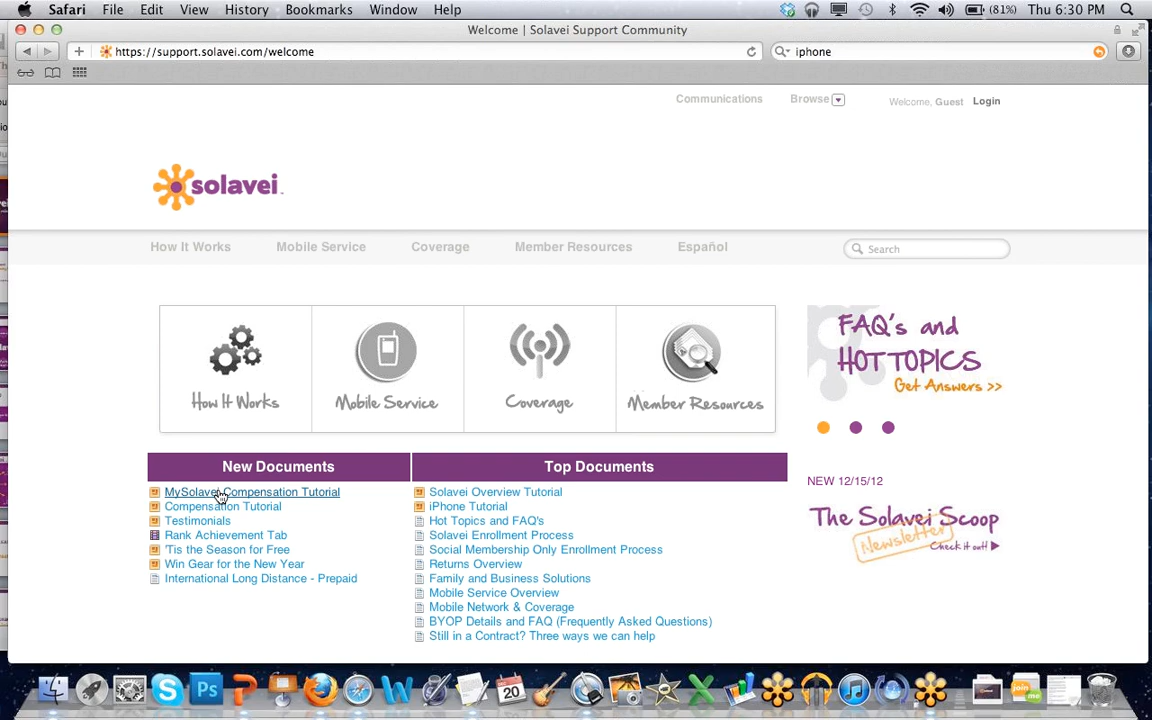 Safari File Edit View History Bookmarks Window Help (81%) Thu 6:30 PM
Welcome | Solavei Support Community
https://support.solavei.com/welcome iphone
Communications Browse Welcome, Guest Login
solavei
How It Works Mobile Service Coverage Member Resources Español Search
How It Works Mobile Service Coverage Member Resources
FAQ's and
HOT TOPICS
Get Answers >>
New Documents
MySolavei Compensation Tutorial
Compensation Tutorial
Testimonials
Rank Achievement Tab
'Tis the Season for Free
Win Gear for the New Year
International Long Distance - Prepaid
Top Documents
Solavei Overview Tutorial
iPhone Tutorial
Hot Topics and FAQ's
Solavei Enrollment Process
Social Membership Only Enrollment Process
Returns Overview
Family and Business Solutions
Mobile Service Overview
Mobile Network & Coverage
BYOP Details and FAQ (Frequently Asked Questions)
Still in a Contract? Three ways we can help
NEW 12/15/12
The Solavei Scoop
Newsletter
Check it out!
20
join.me